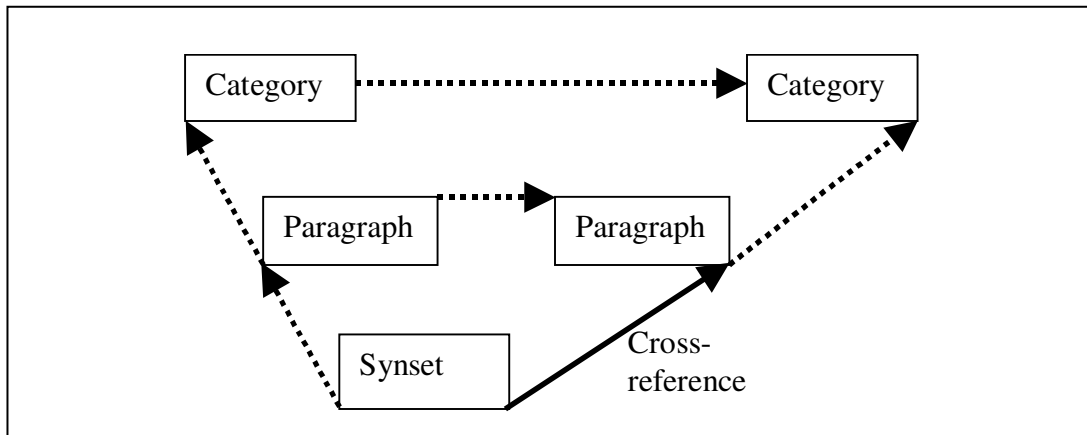 Category
Category
Paragraph
Paragraph
Synset
Cross-
reference